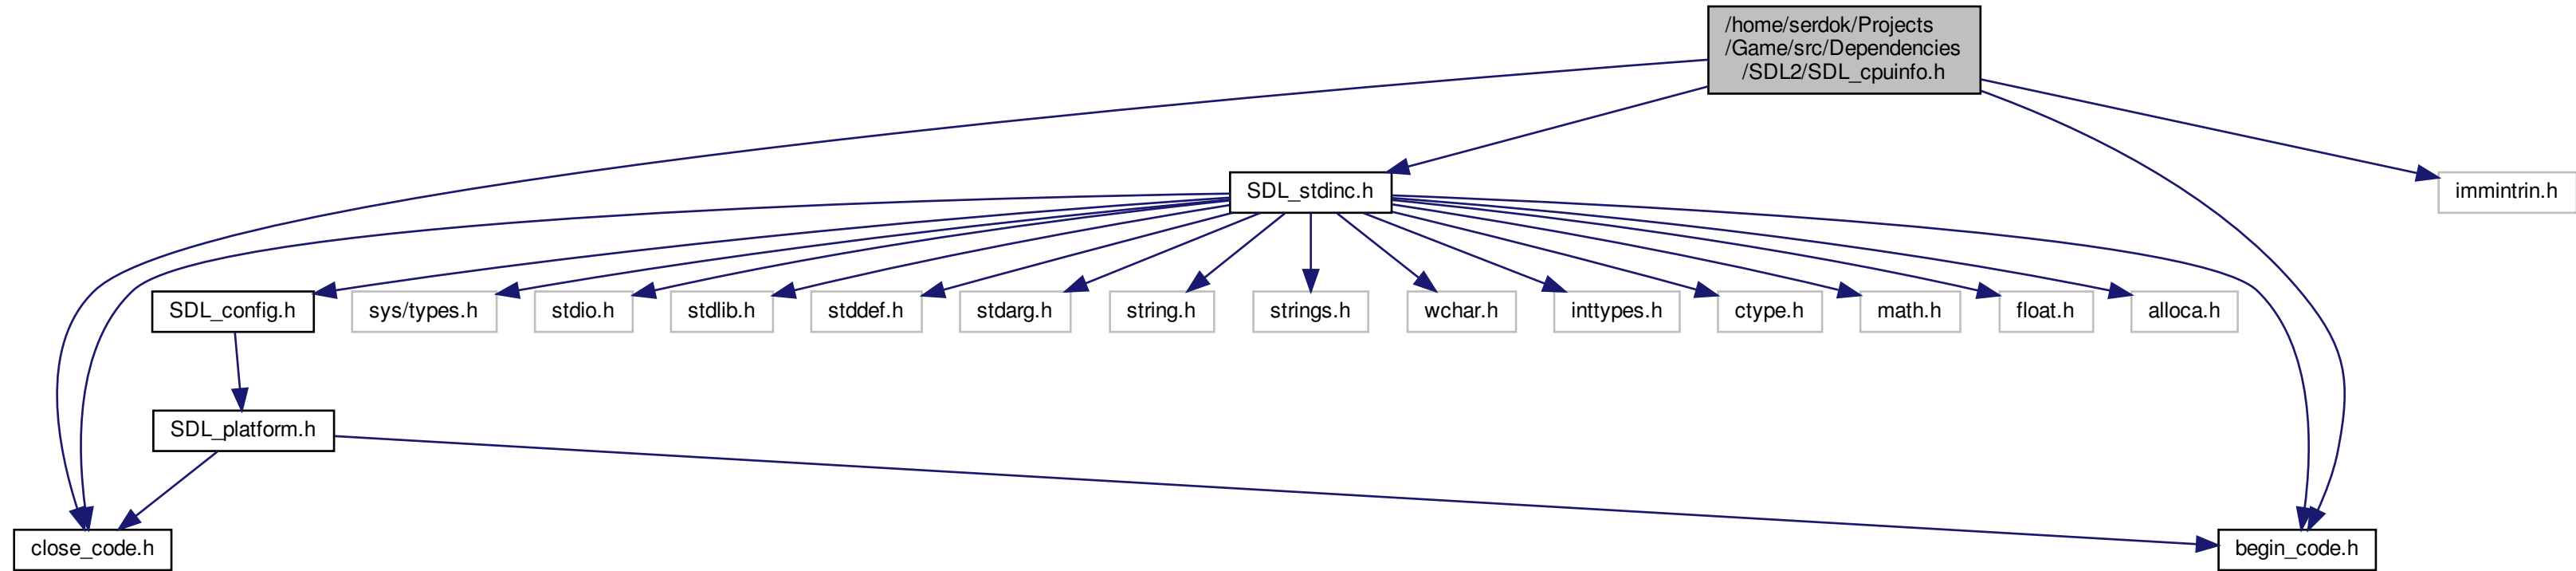 /home/serdok/Projects
/Game/src/Dependencies
/SDL2/SDL_cpuinfo.h
SDL_stdinc.h
immintrin.h
SDL_config.h
sys/types.h
stdio.h
stdlib.h
stddef.h
stdarg.h
string.h
strings.h
wchar.h
inttypes.h
ctype.h
math.h
float.h
alloca.h
SDL_platform.h
close_code.h
begin_code.h